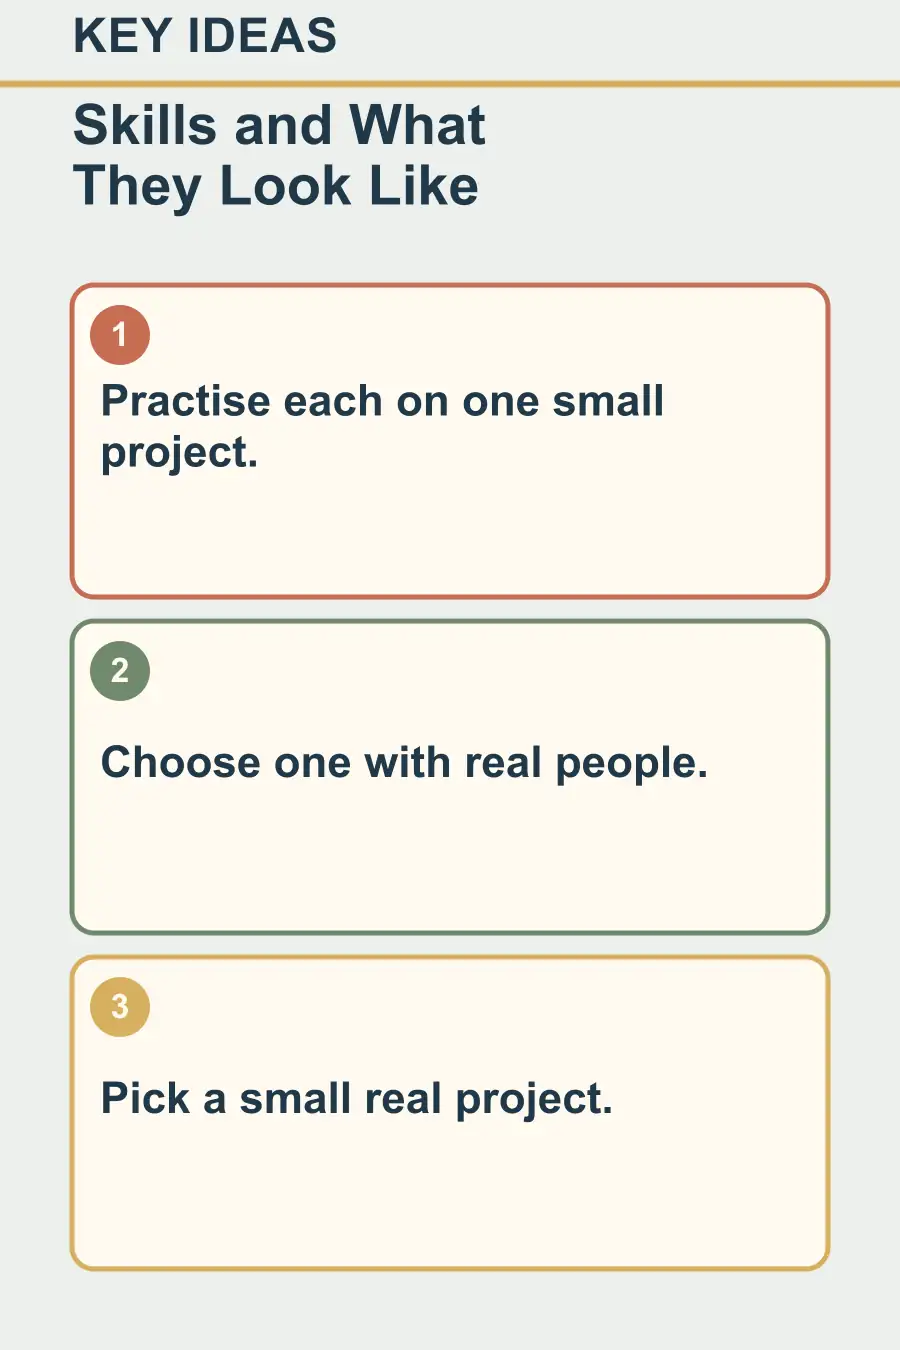 KEY IDEAS
Skills and What
They Look Like
1
Practise each on one small
project.
2
Choose one with real people.
3
Pick a small real project.